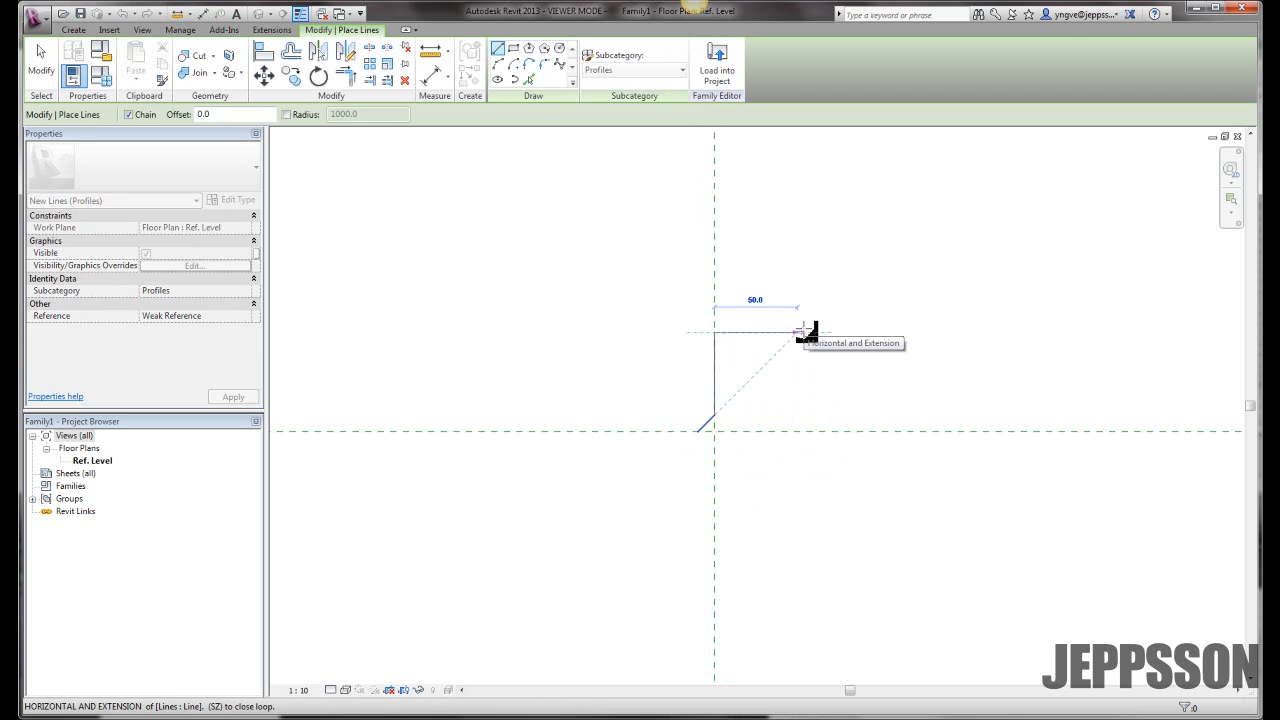 Autodesk Revit 2013 - VIEWER MODE - Family1 - Floor Plan: Ref. Level
Type a keyword or phrase
yngve@jeppss...
Create Insert View Manage Add-Ins Extensions Modify | Place Lines
Modify
Paste
Cut
Join
Subcategory:
Profiles
Load into
Project
Select Properties Clipboard Geometry Modify Measure Create Draw Subcategory Family Editor
Modify | Place Lines Chain Offset: 0.0 Radius: 1000.0
Properties
New Lines (Profiles) Edit Type
Constraints
Work Plane Floor Plan : Ref. Level
Graphics
Visible
Visibility/Graphics Overrides Edit...
Identity Data
Subcategory Profiles
Other
Reference Weak Reference
Properties help Apply
50.0
Horizontal and Extension
Family1 - Project Browser
Views (all)
Floor Plans
Ref. Level
Sheets (all)
Families
Groups
Revit Links
JEPPSSON
1 : 10
HORIZONTAL AND EXTENSION of [Lines : Line]. (SZ) to close loop.
:0